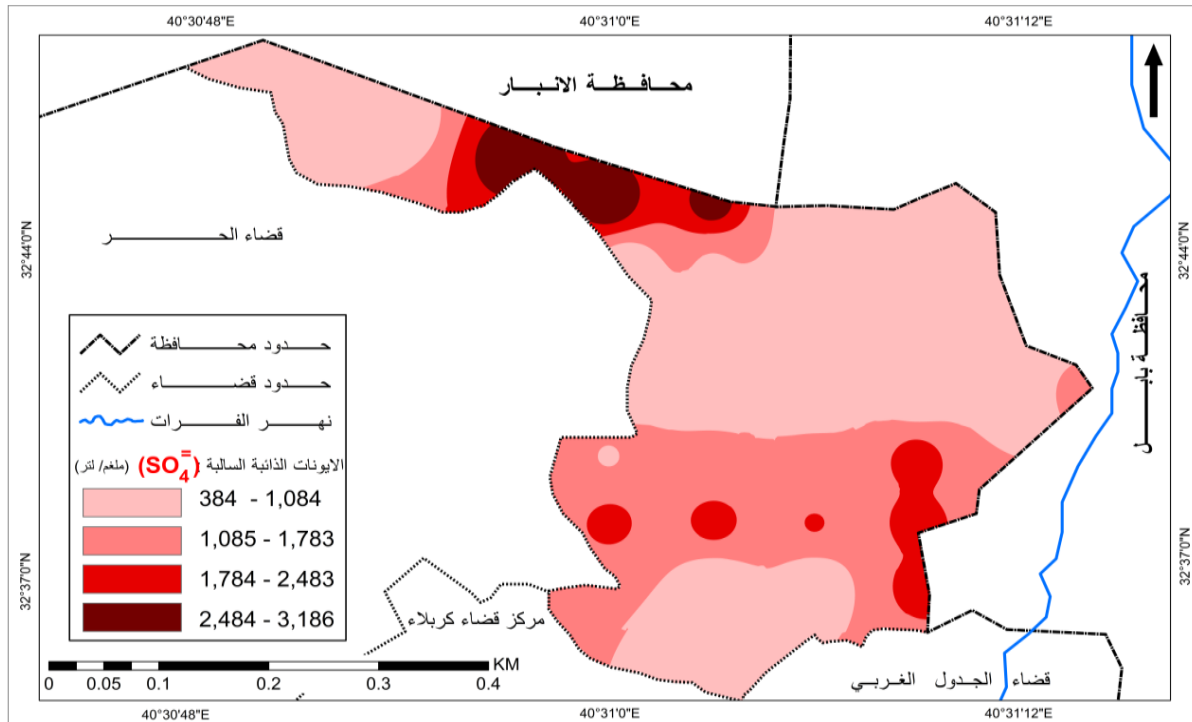 40°30'48"E 40°31'0"E 40°31'12"E
محافظة الانبار
32°44'0"N
32°44'0"N
قضاء الحر
محافظة بابل
حدود محافظة
حدود قضاء
نهر الفرات
الايونات الذائبة السالبة (SO₄⁼) (ملغم/ لتر)
384 - 1,084
1,085 - 1,783
1,784 - 2,483
2,484 - 3,186
32°37'0"N
32°37'0"N
مركز قضاء كربلاء
قضاء الجدول الغربي
KM
0 0.05 0.1 0.2 0.3 0.4
40°30'48"E 40°31'0"E 40°31'12"E